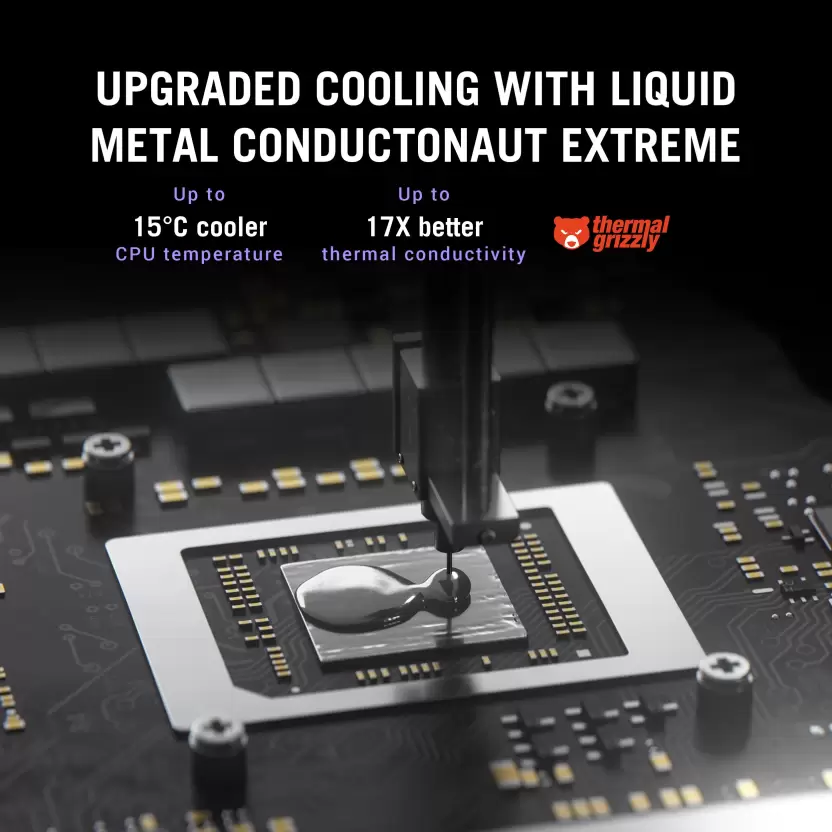 UPGRADED COOLING WITH LIQUID
METAL CONDUCTONAUT EXTREME
Up to
15°C cooler
CPU temperature
Up to
17X better
thermal conductivity
thermal
grizzly